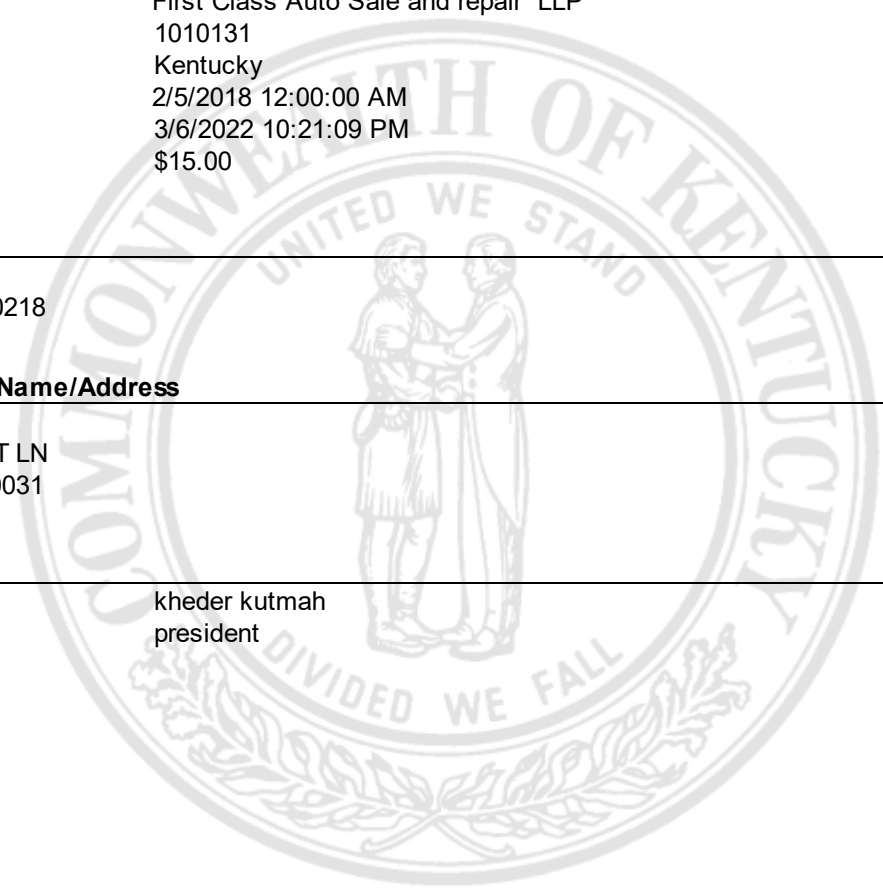 First Class Auto Sale and repair LLP
1010131
Kentucky
2/5/2018 12:00:00 AM
3/6/2022 10:21:09 PM
$15.00
COMMONWEALTH OF KENTUCKY
UNITED WE STAND
0218
Name/Address
T LN
0031
kheder kutmah
president
DIVIDED WE FALL